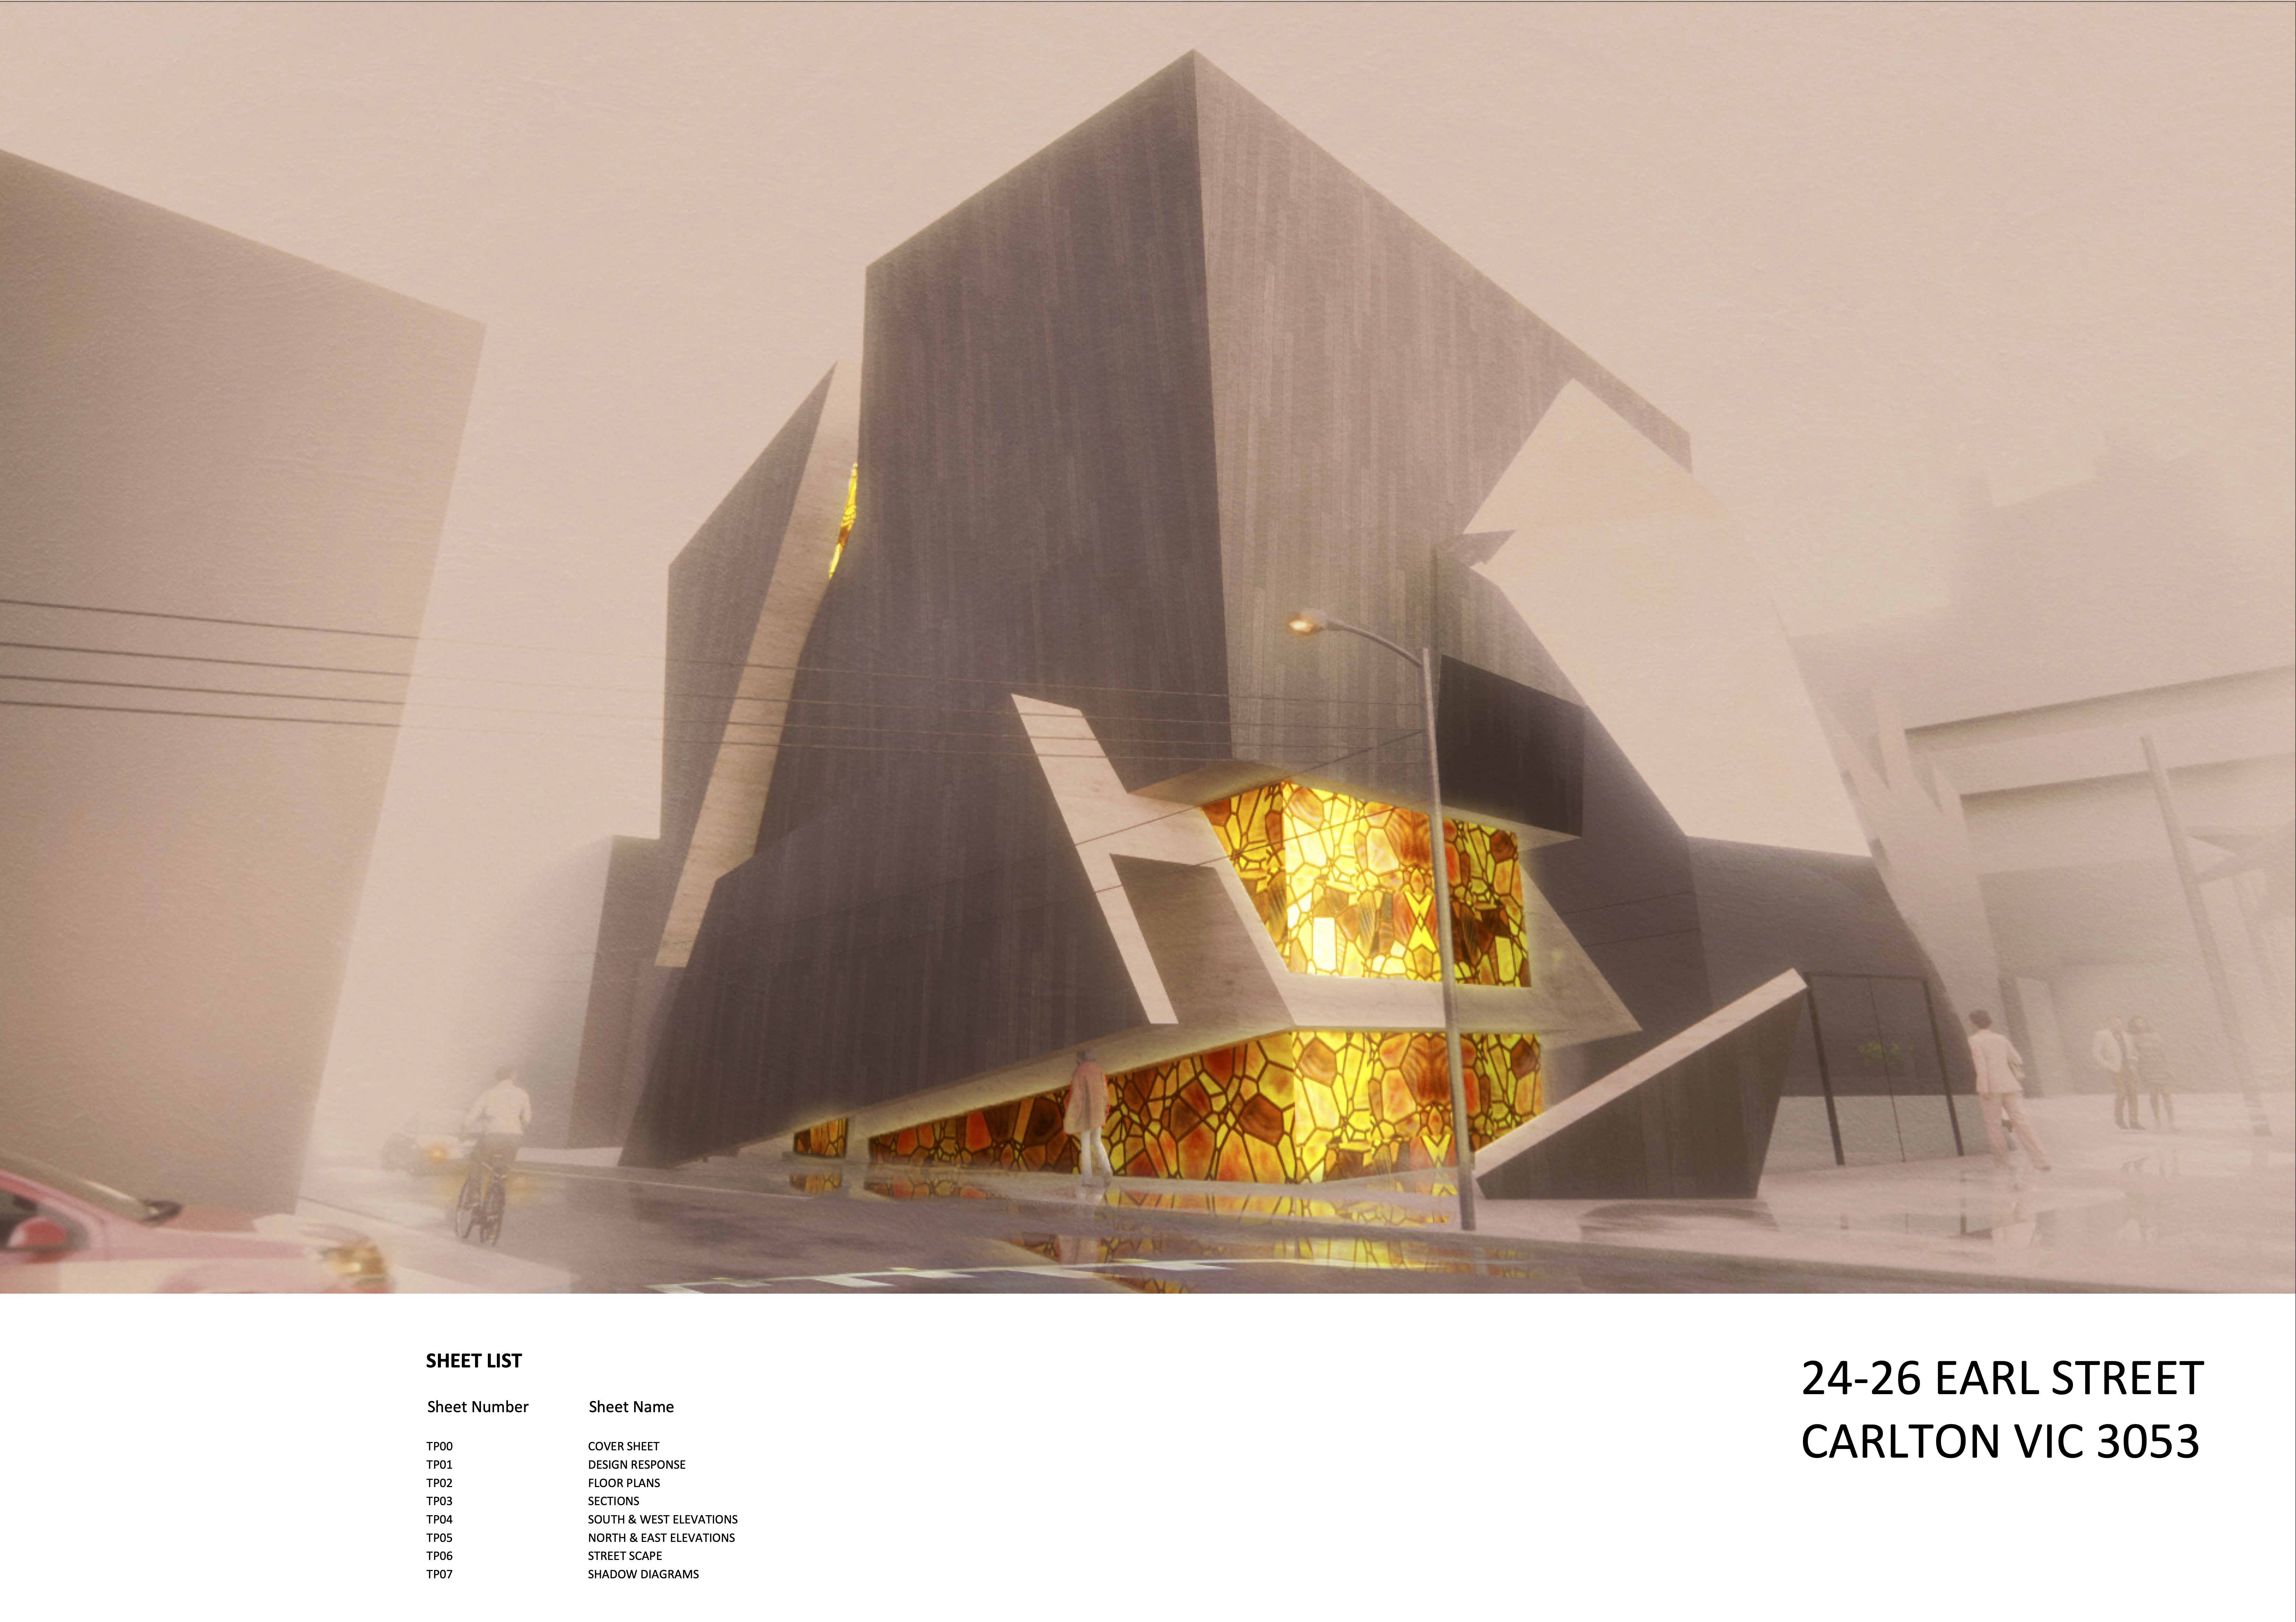 SHEET LIST
Sheet Number Sheet Name
TP00 COVER SHEET
TP01 DESIGN RESPONSE
TP02 FLOOR PLANS
TP03 SECTIONS
TP04 SOUTH & WEST ELEVATIONS
TP05 NORTH & EAST ELEVATIONS
TP06 STREET SCAPE
TP07 SHADOW DIAGRAMS
24-26 EARL STREET
CARLTON VIC 3053